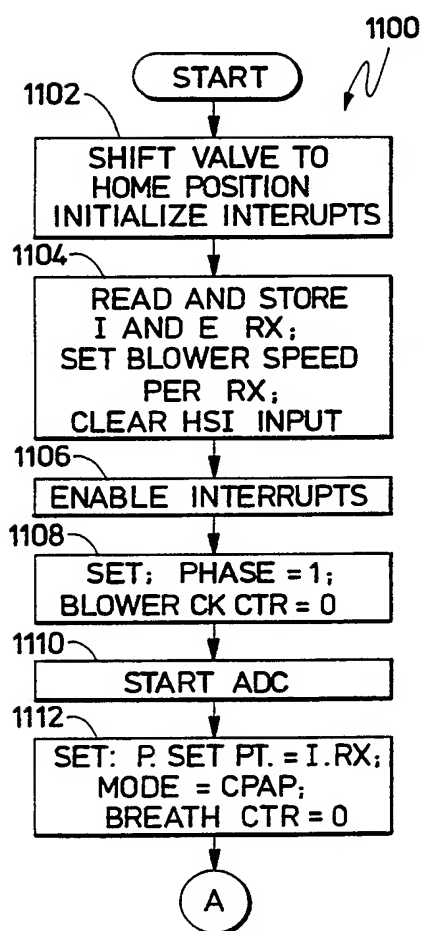 1100
START
1102
SHIFT VALVE TO
HOME POSITION
INITIALIZE INTERUPTS
1104
READ AND STORE
I AND E RX;
SET BLOWER SPEED
PER RX;
CLEAR HSI INPUT
1106
ENABLE INTERRUPTS
1108
SET; PHASE = 1;
BLOWER CK CTR = 0
1110
START ADC
1112
SET: P. SET PT. = I.RX;
MODE = CPAP;
BREATH CTR = 0
A